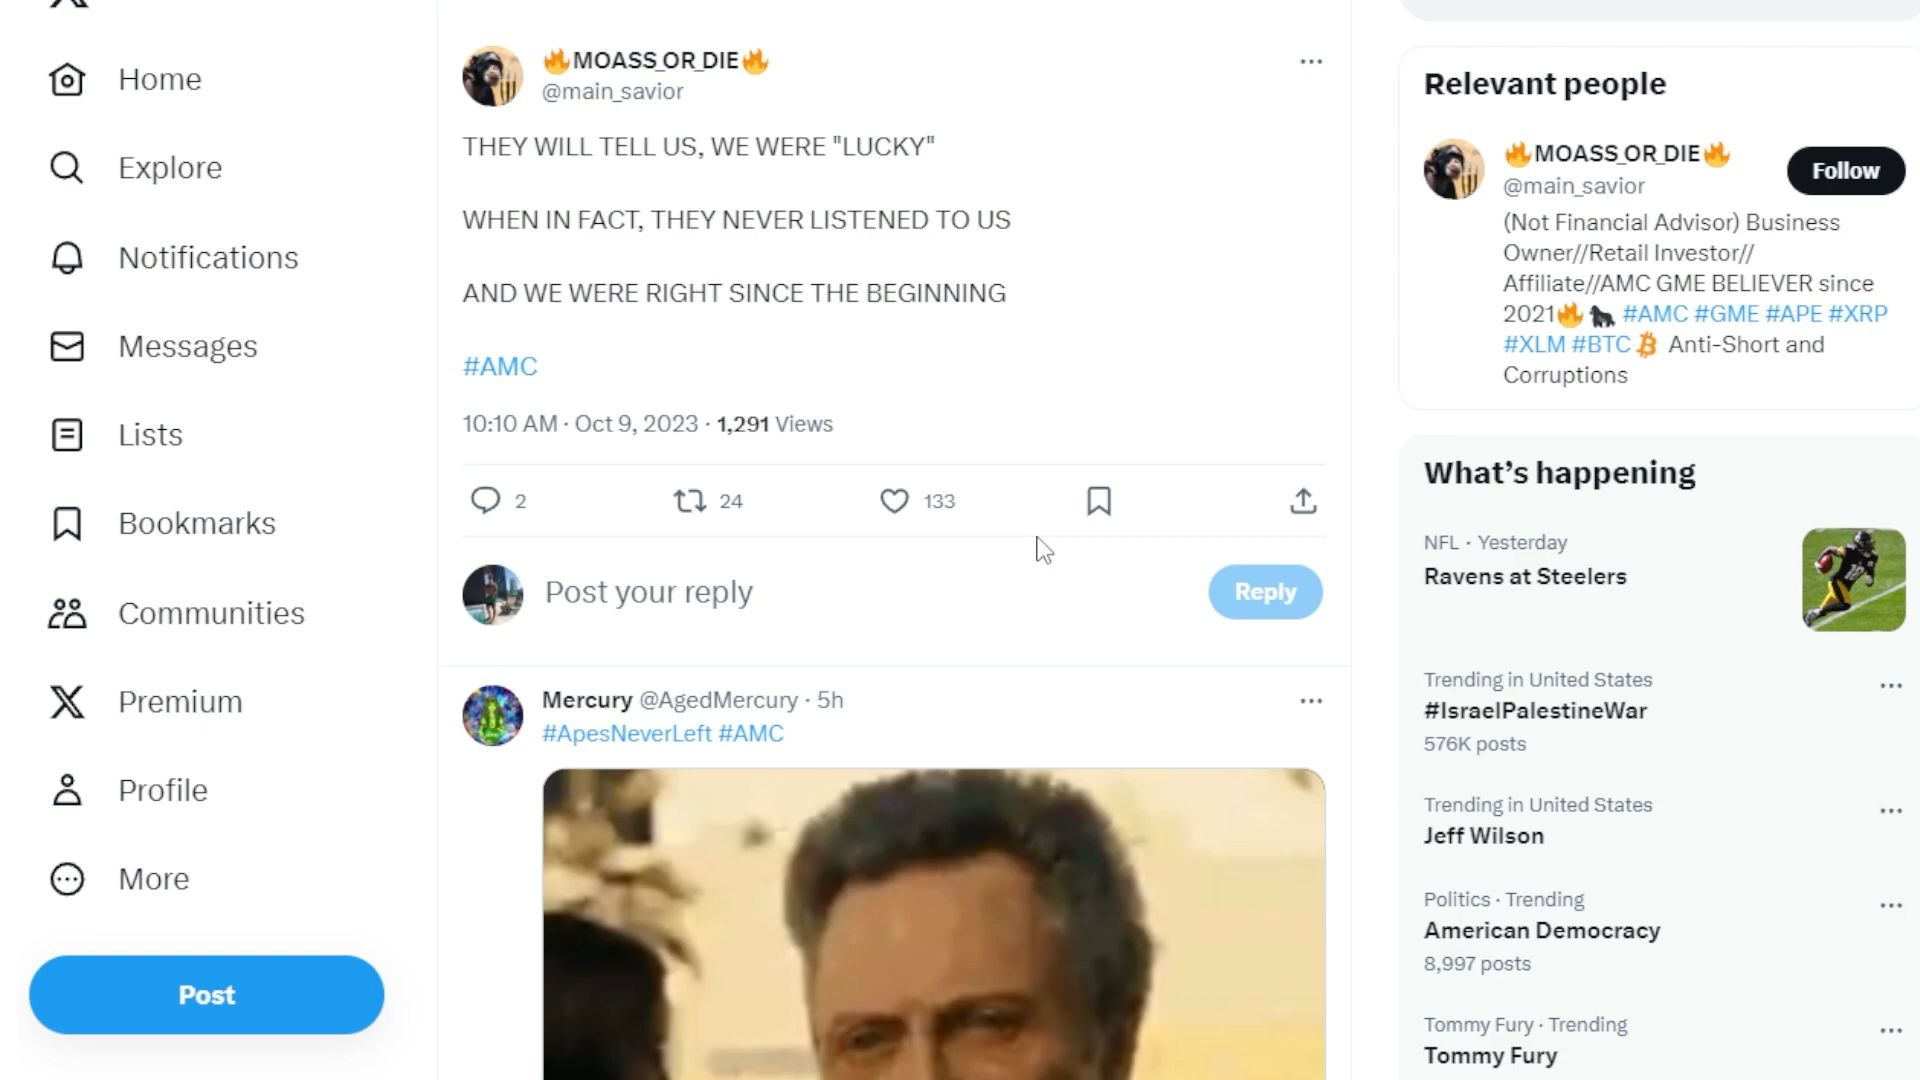 Home
Explore
Notifications
Messages
Lists
Bookmarks
Communities
Premium
Profile
More
Post
🔥MOASS_OR_DIE🔥
@main_savior
THEY WILL TELL US, WE WERE "LUCKY"
WHEN IN FACT, THEY NEVER LISTENED TO US
AND WE WERE RIGHT SINCE THE BEGINNING
#AMC
10:10 AM · Oct 9, 2023 · 1,291 Views
2 24 133
Post your reply
Reply
Mercury @AgedMercury · 5h
#ApesNeverLeft #AMC
Relevant people
🔥MOASS_OR_DIE🔥
@main_savior
Follow
(Not Financial Advisor) Business
Owner//Retail Investor//
Affiliate//AMC GME BELIEVER since
2021🔥🦍 #AMC #GME #APE #XRP
#XLM #BTC Anti-Short and
Corruptions
What's happening
NFL · Yesterday
Ravens at Steelers
Trending in United States
#IsraelPalestineWar
576K posts
Trending in United States
Jeff Wilson
Politics · Trending
American Democracy
8,997 posts
Tommy Fury · Trending
Tommy Fury